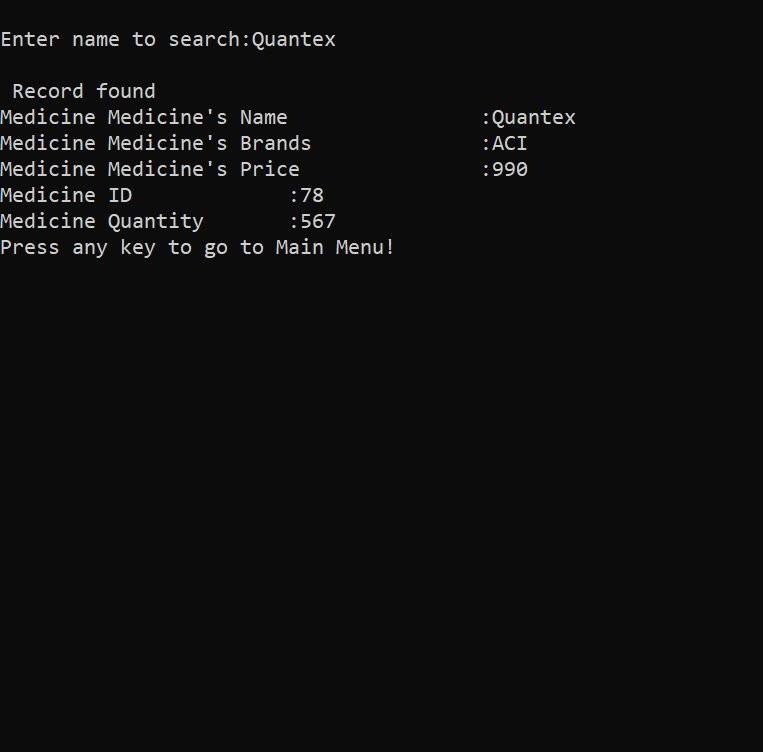 Enter name to search:Quantex
Record found
Medicine Medicine's Name :Quantex
Medicine Medicine's Brands :ACI
Medicine Medicine's Price :990
Medicine ID :78
Medicine Quantity :567
Press any key to go to Main Menu!